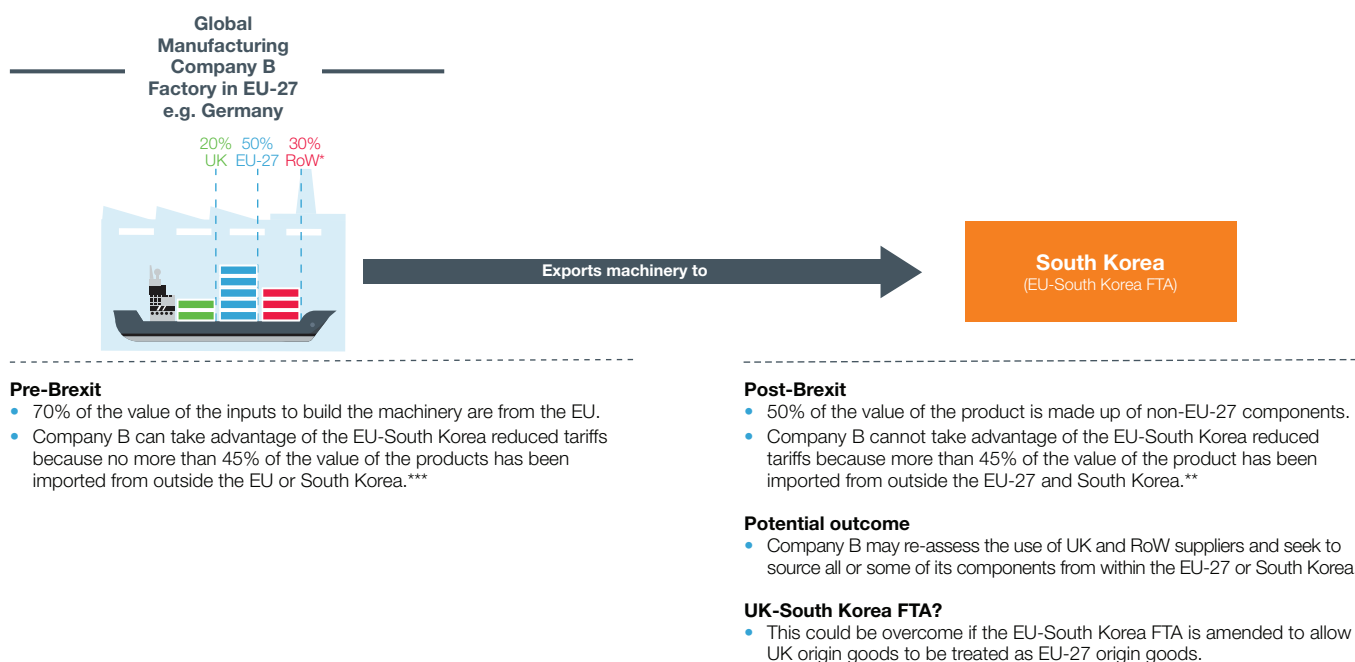 Global
Manufacturing
Company B
Factory in EU-27
e.g. Germany
20% 50% 30%
UK EU-27 RoW*
Exports machinery to
South Korea
(EU-South Korea FTA)
Pre-Brexit
• 70% of the value of the inputs to build the machinery are from the EU.
• Company B can take advantage of the EU-South Korea reduced tariffs
because no more than 45% of the value of the products has been
imported from outside the EU or South Korea.***
Post-Brexit
• 50% of the value of the product is made up of non-EU-27 components.
• Company B cannot take advantage of the EU-South Korea reduced
tariffs because more than 45% of the value of the product has been
imported from outside the EU-27 and South Korea.**
Potential outcome
• Company B may re-assess the use of UK and RoW suppliers and seek to
source all or some of its components from within the EU-27 or South Korea
UK-South Korea FTA?
• This could be overcome if the EU-South Korea FTA is amended to allow
UK origin goods to be treated as EU-27 origin goods.